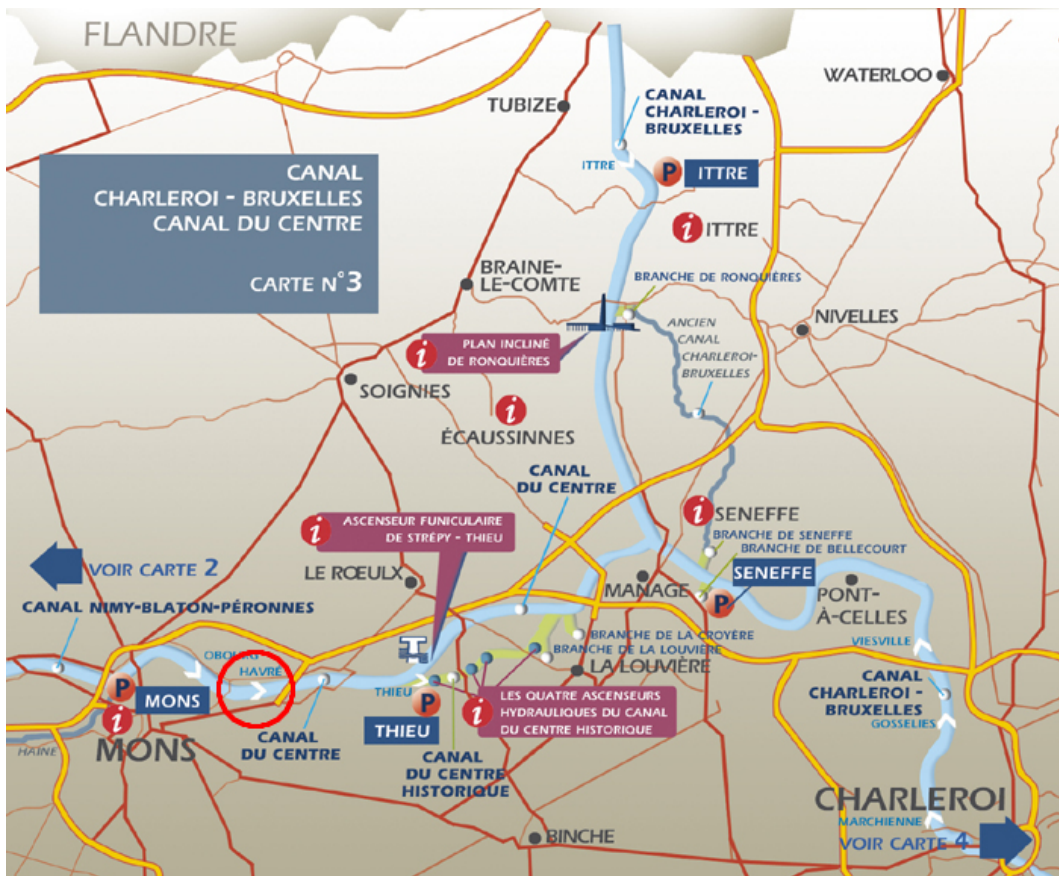 FLANDRE
WATERLOO
TUBIZE
CANAL
CHARLEROI -
BRUXELLES
ITTRE
P ITTRE
i ITTRE
CANAL
CHARLEROI - BRUXELLES
CANAL DU CENTRE
CARTE N°3
BRAINE-
LE-COMTE
BRANCHE DE RONQUIÈRES
NIVELLES
ANCIEN
CANAL
CHARLEROI-
BRUXELLES
i PLAN INCLINÉ
DE RONQUIÈRES
SOIGNIES
i
ÉCAUSSINNES
CANAL
DU CENTRE
i ASCENSEUR FUNICULAIRE
DE STRÉPY - THIEU
i SENEFFE
BRANCHE DE SENEFFE
BRANCHE DE BELLECOURT
VOIR CARTE 2
LE RŒULX
MANAGE
SENEFFE
P
PONT-
À-CELLES
CANAL NIMY-BLATON-PÉRONNES
BRANCHE DE LA CROYÈRE
BRANCHE DE LA LOUVIÈRE
LA LOUVIÈRE
VIESVILLE
OBOURG
HAVRÉ
P MONS
i
MONS
HAINE
THIEU
P
THIEU
i LES QUATRE ASCENSEURS
HYDRAULIQUES DU CANAL
DU CENTRE HISTORIQUE
CANAL
CHARLEROI -
BRUXELLES
GOSSELIES
CANAL
DU CENTRE
CANAL
DU CENTRE
HISTORIQUE
CHARLEROI
MARCHIENNE
VOIR CARTE 4
BINCHE